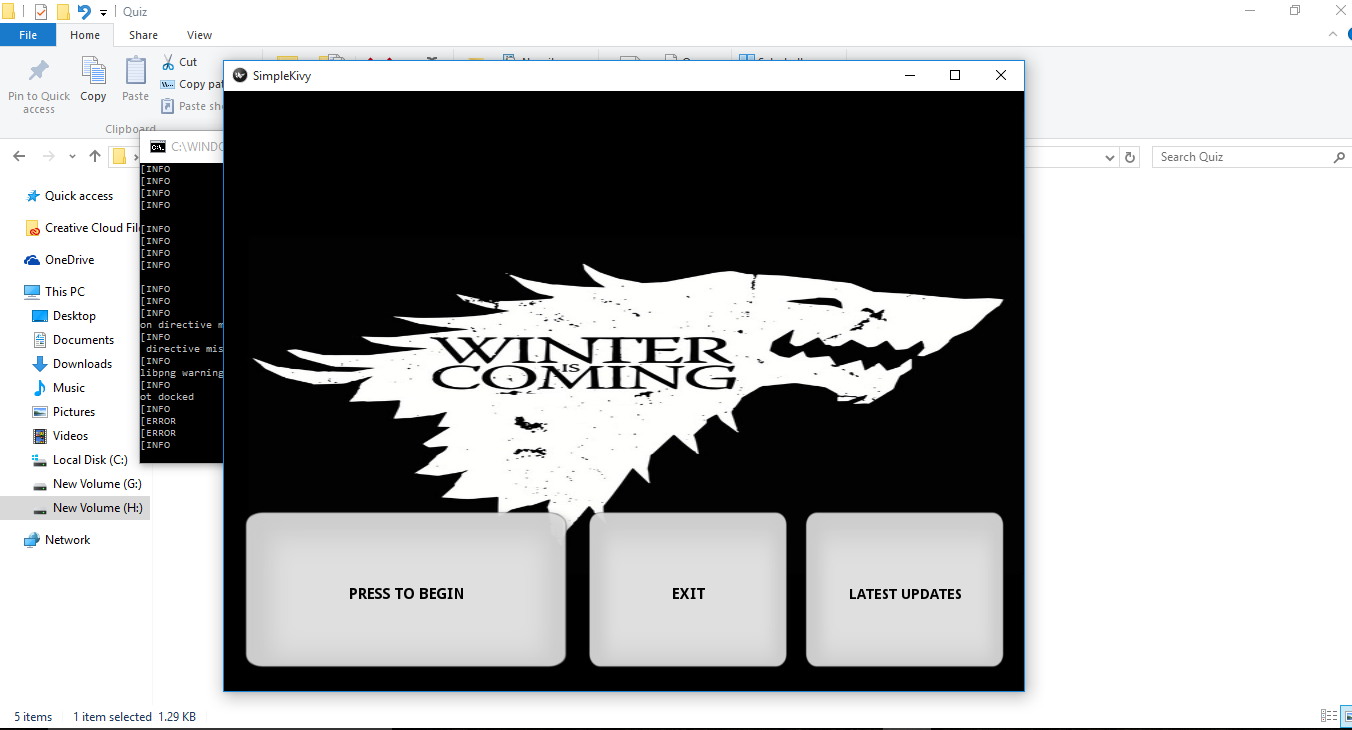 Quiz
File Home Share View
Pin to Quick access
Copy
Paste
Cut
Copy pat
Paste sho
Clipboard
SimpleKivy
C:\WINDO
Search Quiz
[INFO
[INFO
[INFO
[INFO
[INFO
[INFO
[INFO
[INFO
[INFO
[INFO
[INFO
on directive m
[INFO
directive mis
[INFO
libpng warning
[INFO
ot docked
[INFO
[ERROR
[ERROR
[INFO
Quick access
Creative Cloud Fil
OneDrive
This PC
Desktop
Documents
Downloads
Music
Pictures
Videos
Local Disk (C:)
New Volume (G:)
New Volume (H:)
Network
WINTER
IS
COMING
PRESS TO BEGIN
EXIT
LATEST UPDATES
5 items 1 item selected 1.29 KB